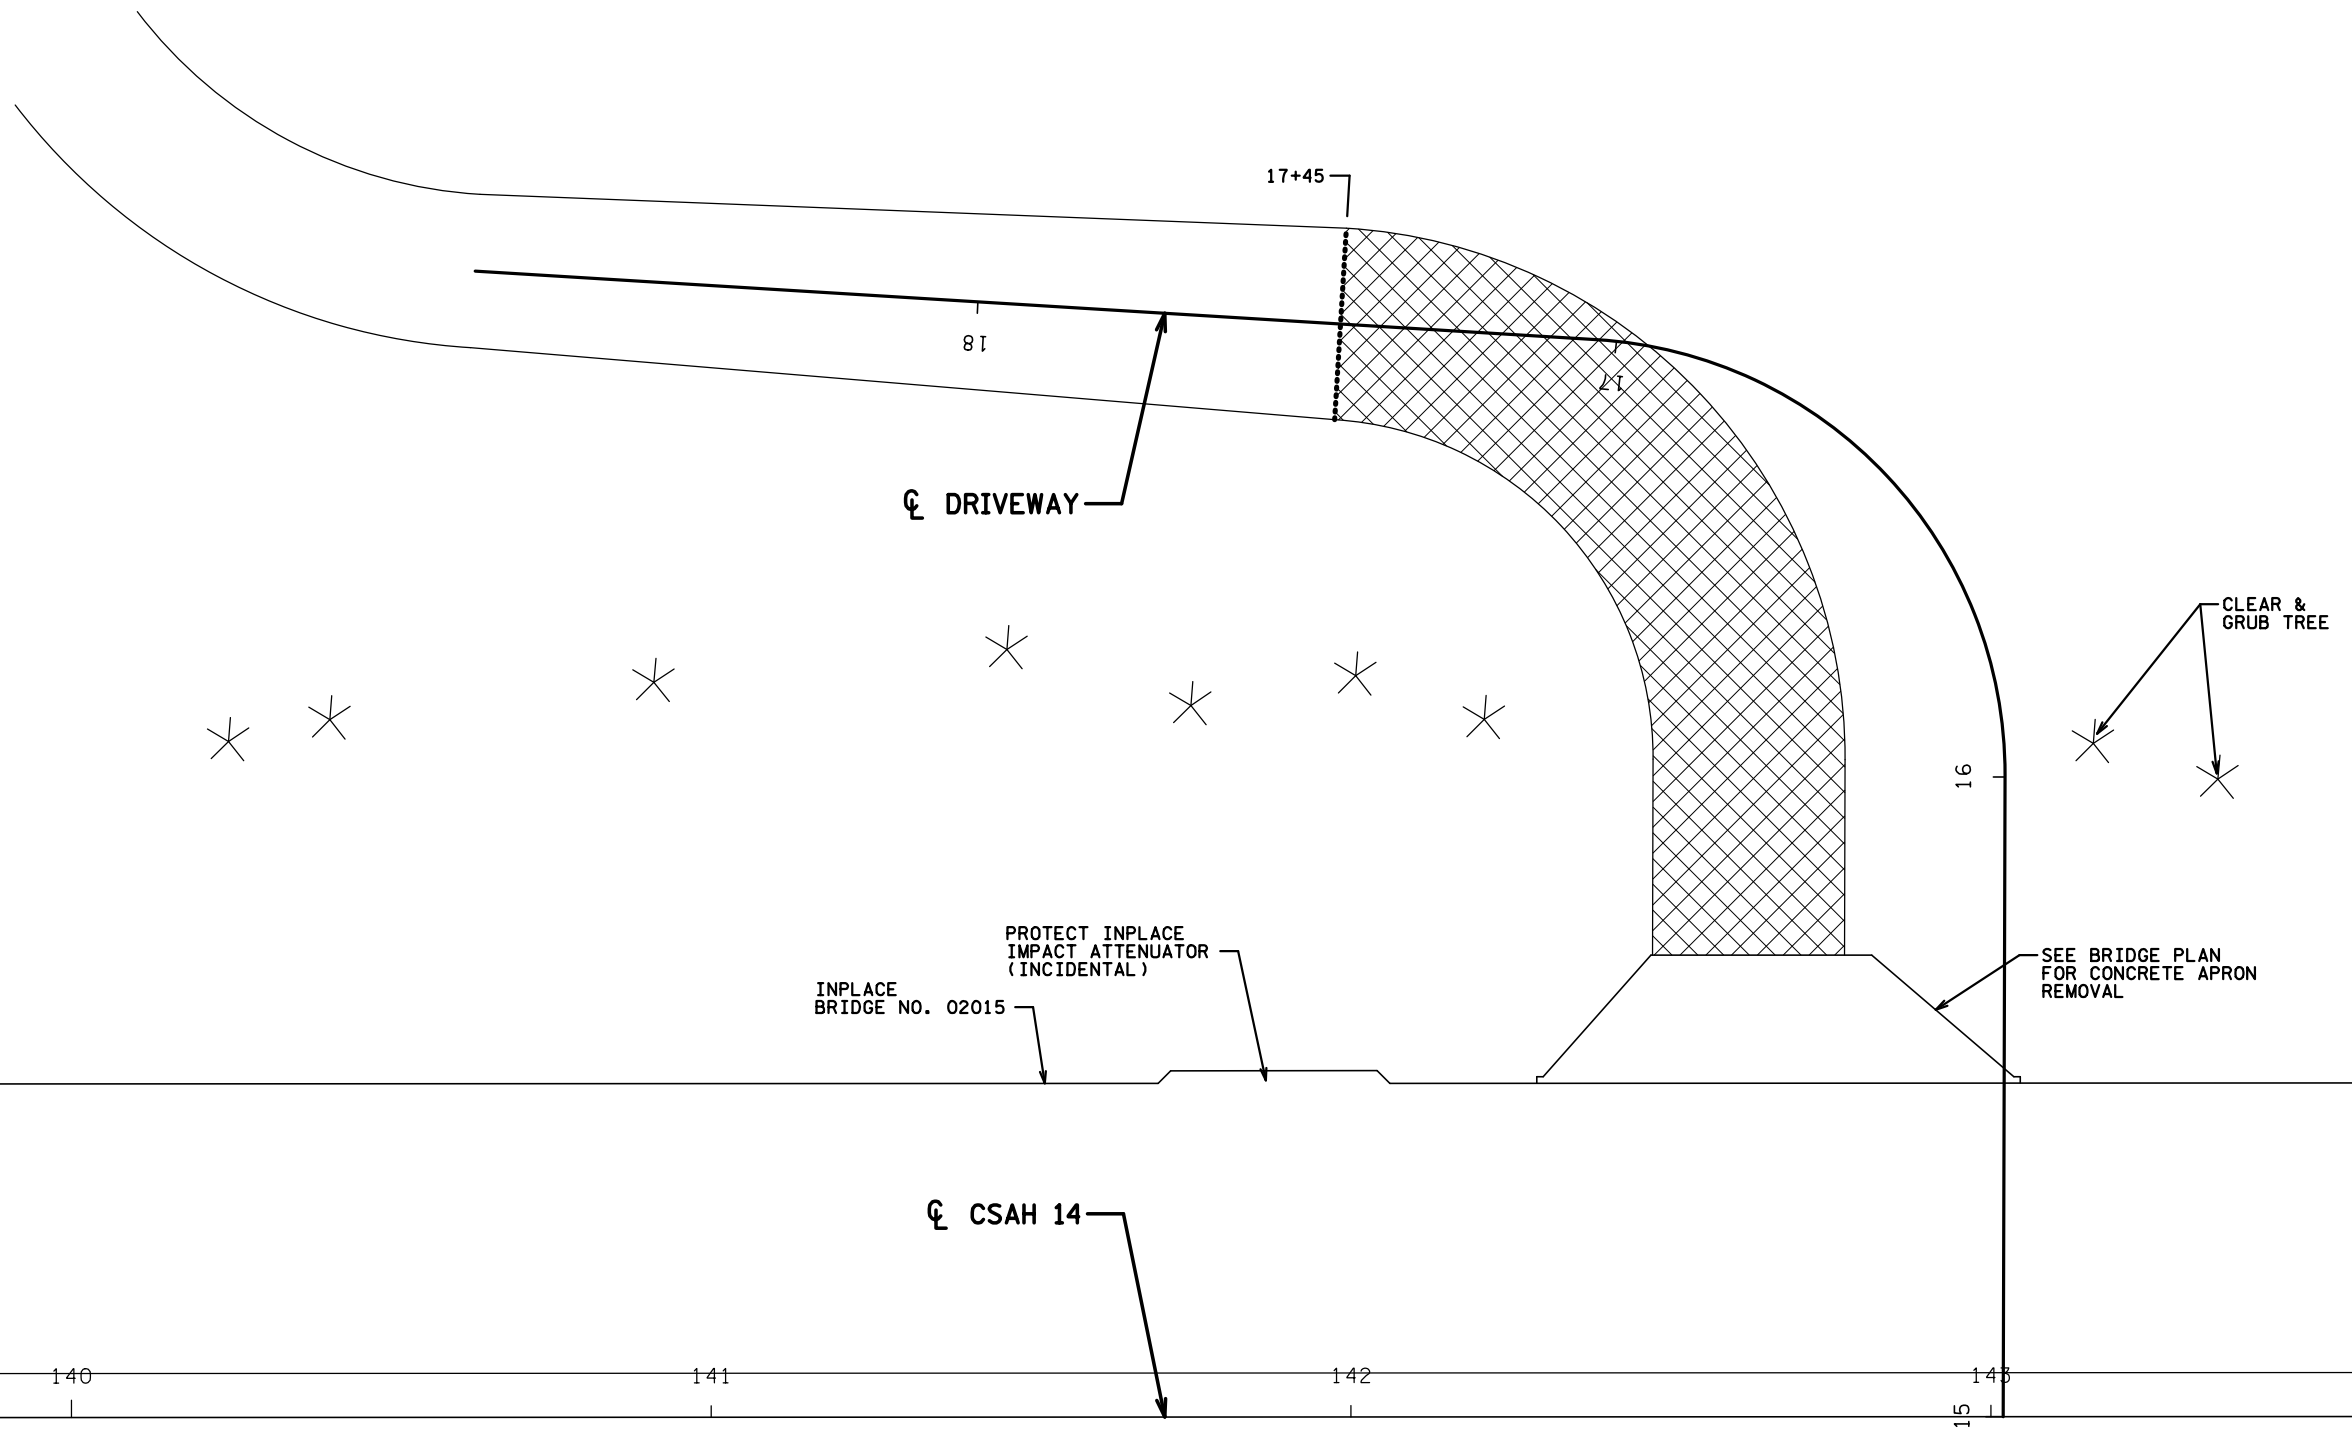 17+45
18
17
℄ DRIVEWAY
CLEAR &
GRUB TREE
16
PROTECT INPLACE
IMPACT ATTENUATOR
(INCIDENTAL)
SEE BRIDGE PLAN
FOR CONCRETE APRON
REMOVAL
INPLACE
BRIDGE NO. 02015
℄ CSAH 14
140 141 142 143
15